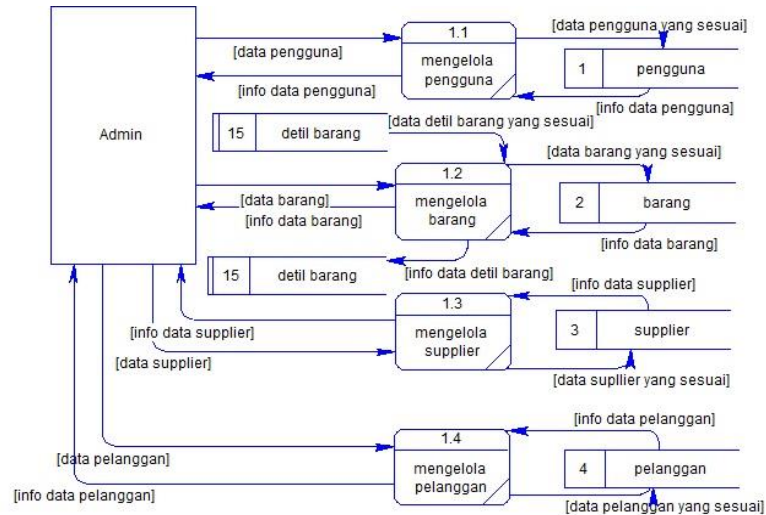 1.1
[data pengguna yang sesuai]
[data pengguna]
mengelola
pengguna
1
pengguna
[info data pengguna]
[info data pengguna]
Admin
15
detil barang
[data detil barang yang sesuai]
[data barang yang sesuai]
1.2
[data barang]
mengelola
barang
2
barang
[info data barang]
[info data barang]
15
detil barang
[info data detil barang]
[info data supplier]
1.3
[info data supplier]
mengelola
supplier
3
supplier
[data supplier]
[data supllier yang sesuai]
[info data pelanggan]
1.4
[data pelanggan]
mengelola
pelanggan
4
pelanggan
[info data pelanggan]
[data pelanggan yang sesuai]